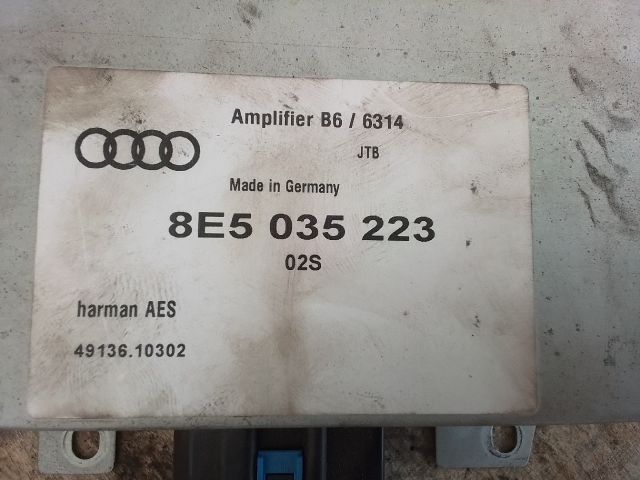 Amplifier B6 / 6314
JTB
Made in Germany
8E5 035 223
02S
harman AES
49136.10302